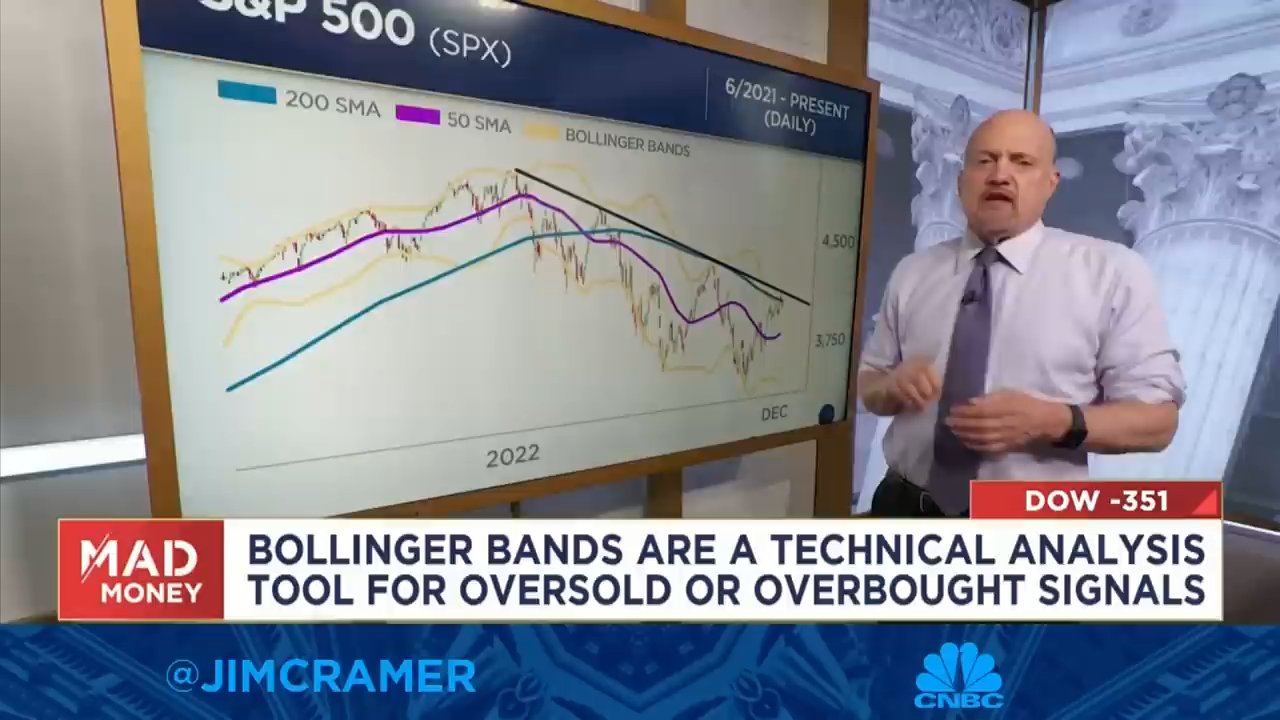 S&P 500 (SPX)
6/2021 - PRESENT
(DAILY)
200 SMA
50 SMA
BOLLINGER BANDS
4,500
3,750
DEC
2022
DOW -351
MAD
MONEY
BOLLINGER BANDS ARE A TECHNICAL ANALYSIS
TOOL FOR OVERSOLD OR OVERBOUGHT SIGNALS
@JIMCRAMER
CNBC